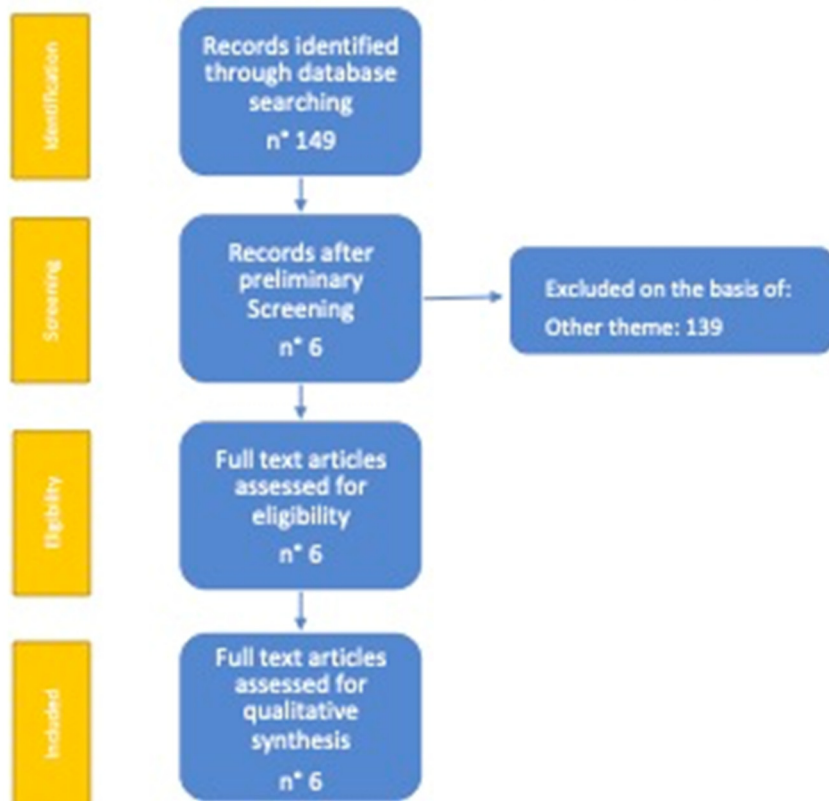 Identification
Records identified
through database
searching
n° 149
Screening
Records after
preliminary
Screening
n° 6
Excluded on the basis of:
Other theme: 139
Eligibility
Full text articles
assessed for
eligibility
n° 6
Included
Full text articles
assessed for
qualitative
synthesis
n° 6